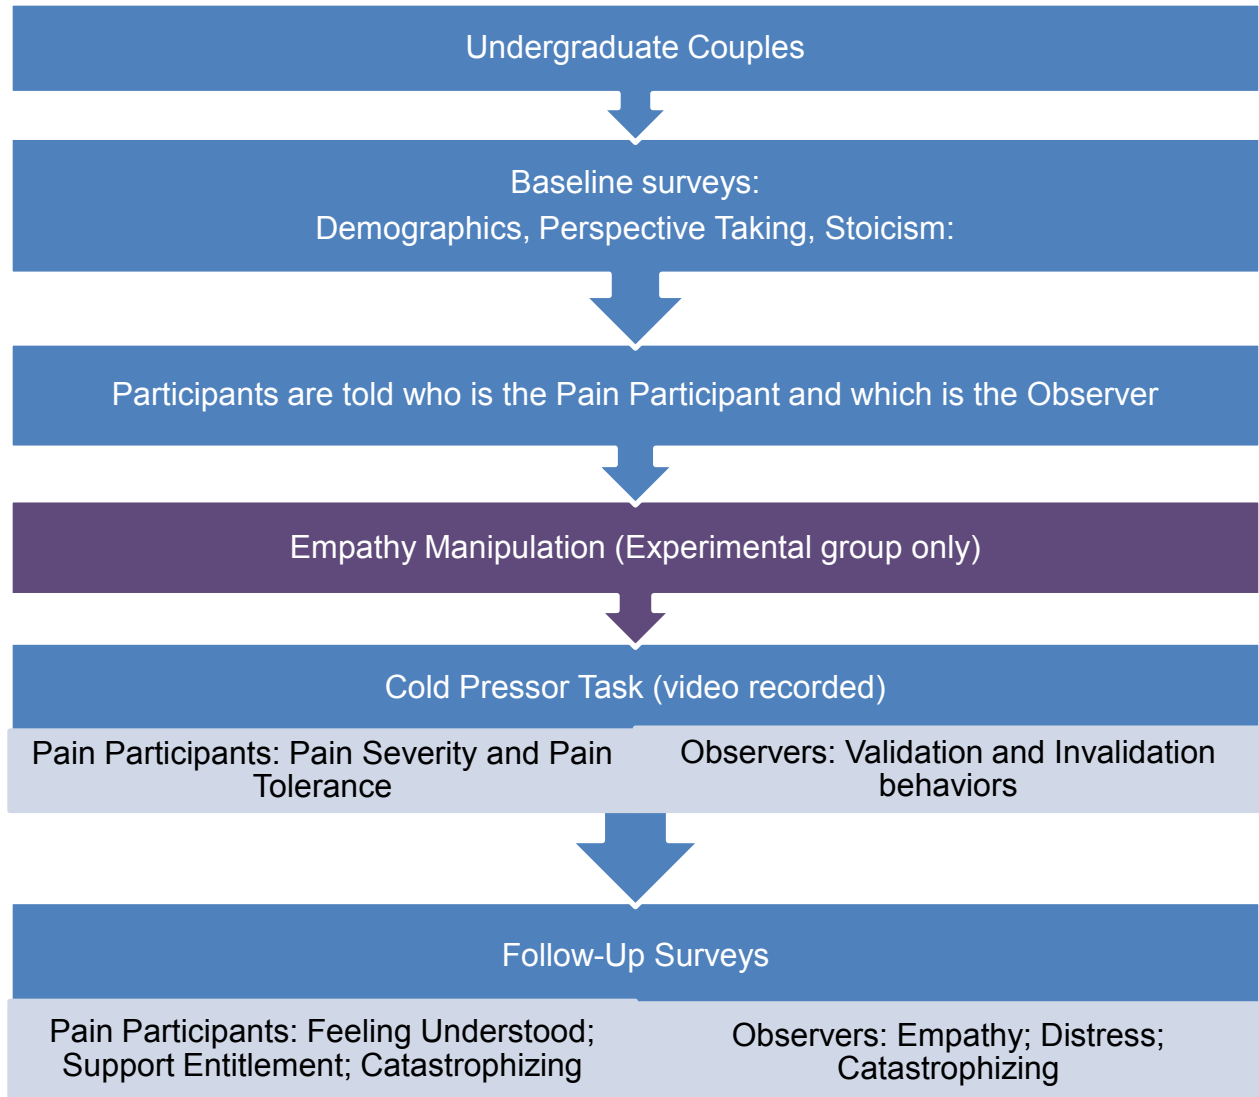 Undergraduate Couples
Baseline surveys:
Demographics, Perspective Taking, Stoicism:
Participants are told who is the Pain Participant and which is the Observer
Empathy Manipulation (Experimental group only)
Cold Pressor Task (video recorded)
Pain Participants: Pain Severity and Pain
Tolerance
Observers: Validation and Invalidation
behaviors
Follow-Up Surveys
Pain Participants: Feeling Understood;
Support Entitlement; Catastrophizing
Observers: Empathy; Distress;
Catastrophizing